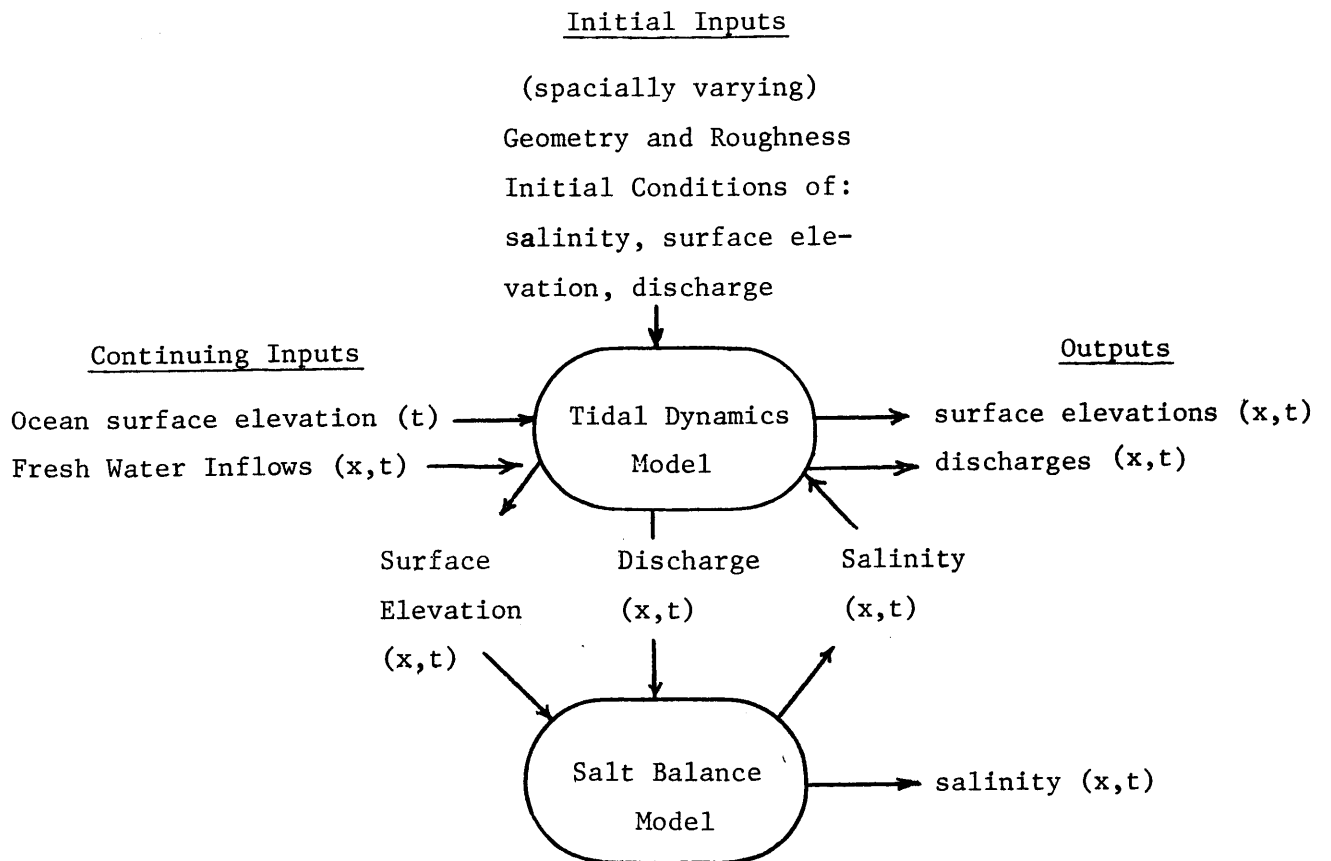 Initial Inputs
(spacially varying)
Geometry and Roughness
Initial Conditions of:
salinity, surface ele-
vation, discharge
Continuing Inputs
Ocean surface elevation (t)
Fresh Water Inflows (x,t)
Tidal Dynamics
Model
Outputs
surface elevations (x,t)
discharges (x,t)
Surface
Elevation
(x,t)
Discharge
(x,t)
Salinity
(x,t)
Salt Balance
Model
salinity (x,t)